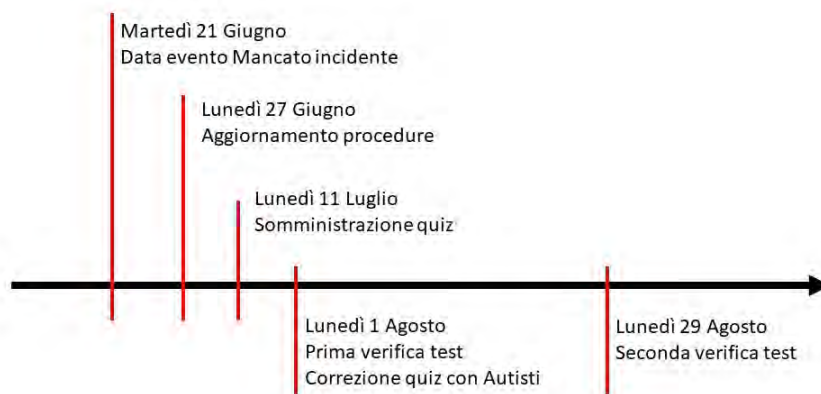 Martedì 21 Giugno
Data evento Mancato incidente
Lunedì 27 Giugno
Aggiornamento procedure
Lunedì 11 Luglio
Somministrazione quiz
Lunedì 1 Agosto
Prima verifica test
Correzione quiz con Autisti
Lunedì 29 Agosto
Seconda verifica test